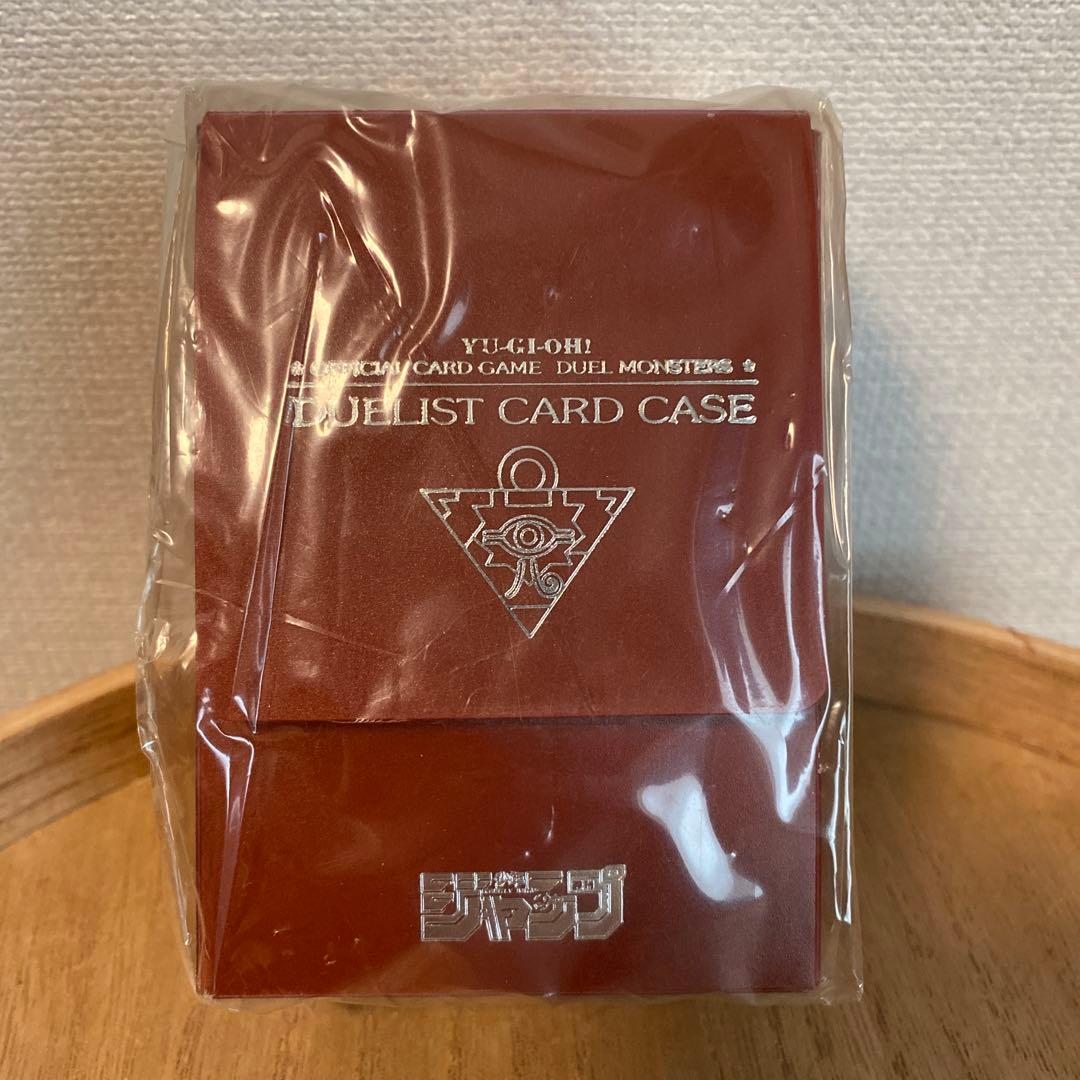 YU-GI-OH!
OFFICIAL CARD GAME DUEL MONSTERS
DUELIST CARD CASE
ジャンプ